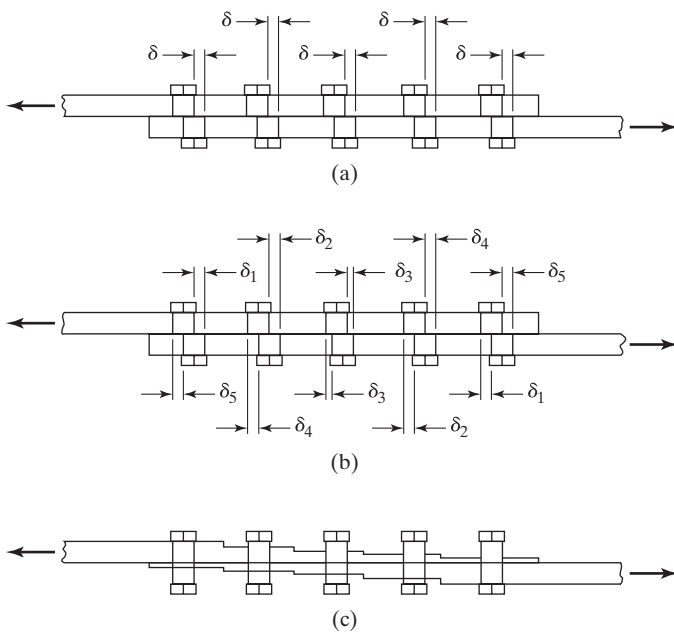 δ δ
δ δ δ
(a)
δ₂ δ₄
δ₁ δ₃ δ₅
δ₅ δ₃ δ₁
δ₄ δ₂
(b)
(c)